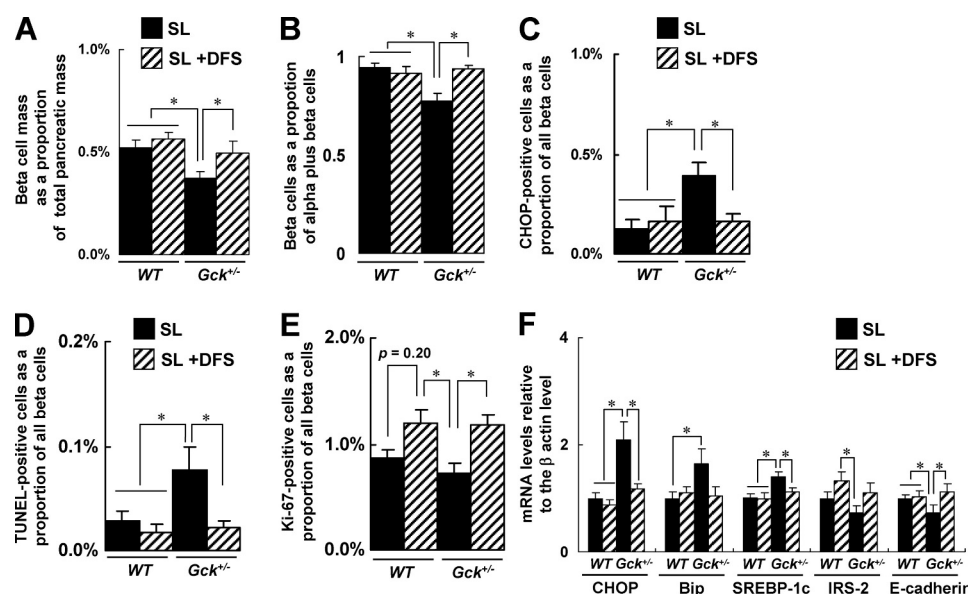 A
SL
SL +DFS
Beta cell mass
as a proportion
of total pancreatic mass
1.0%
0.5%
0.0%
*
*
WT
Gck+/-
B
Beta cells as a propotion
of alpha plus beta cells
1
0.5
0
*
*
WT
Gck+/-
C
SL
SL +DFS
CHOP-positive cells as a
proportion of all beta cells
1.0%
0.5%
0.0%
*
*
WT
Gck+/-
D
SL
SL +DFS
TUNEL-positive cells as a
proportion of all beta cells
0.2%
0.1%
0.0%
*
*
WT
Gck+/-
E
Ki-67-positive cells as a
proportion of all beta cells
2.0%
1.0%
0.0%
p = 0.20
*
*
WT
Gck+/-
F
SL
SL +DFS
mRNA levels relative
to the β actin level
4
2
1
0
*
*
*
*
*
*
*
*
WT Gck+/- WT Gck+/- WT Gck+/- WT Gck+/- WT Gck+/-
CHOP Bip SREBP-1c IRS-2 E-cadherin